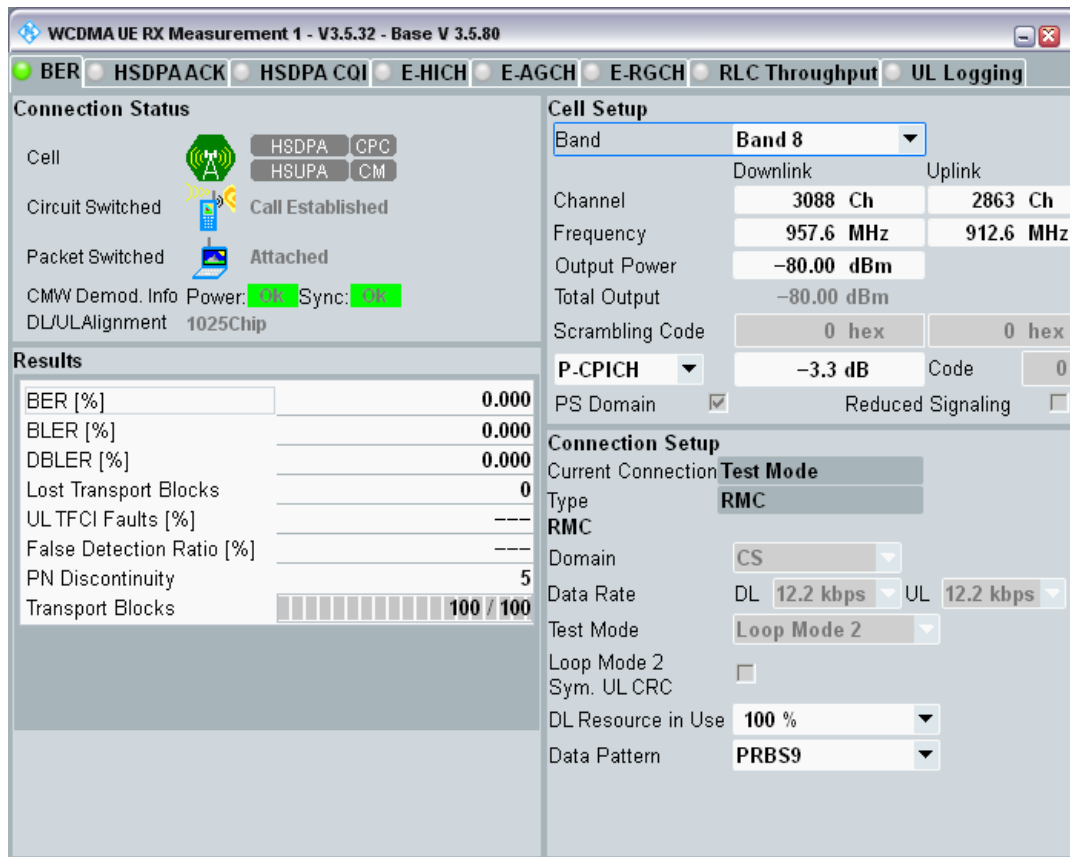 WCDMA UE RX Measurement 1 - V3.5.32 - Base V 3.5.80
BER HSDPA ACK HSDPA CQI E-HICH E-AGCH E-RGCH RLC Throughput UL Logging
Connection Status
Cell HSDPA CPC
HSUPA CM
Circuit Switched Call Established
Packet Switched Attached
CMW Demod. Info Power: Ok Sync: Ok
DL/UL Alignment 1025Chip
Results
BER [%] 0.000
BLER [%] 0.000
DBLER [%] 0.000
Lost Transport Blocks 0
UL TFCI Faults [%] ---
False Detection Ratio [%] ---
PN Discontinuity 5
Transport Blocks 100 / 100
Cell Setup
Band Band 8
Downlink Uplink
Channel 3088 Ch 2863 Ch
Frequency 957.6 MHz 912.6 MHz
Output Power -80.00 dBm
Total Output -80.00 dBm
Scrambling Code 0 hex 0 hex
P-CPICH -3.3 dB Code 0
PS Domain Reduced Signaling
Connection Setup
Current Connection Test Mode
Type RMC
RMC
Domain CS
Data Rate DL 12.2 kbps UL 12.2 kbps
Test Mode Loop Mode 2
Loop Mode 2
Sym. UL CRC
DL Resource in Use 100 %
Data Pattern PRBS9